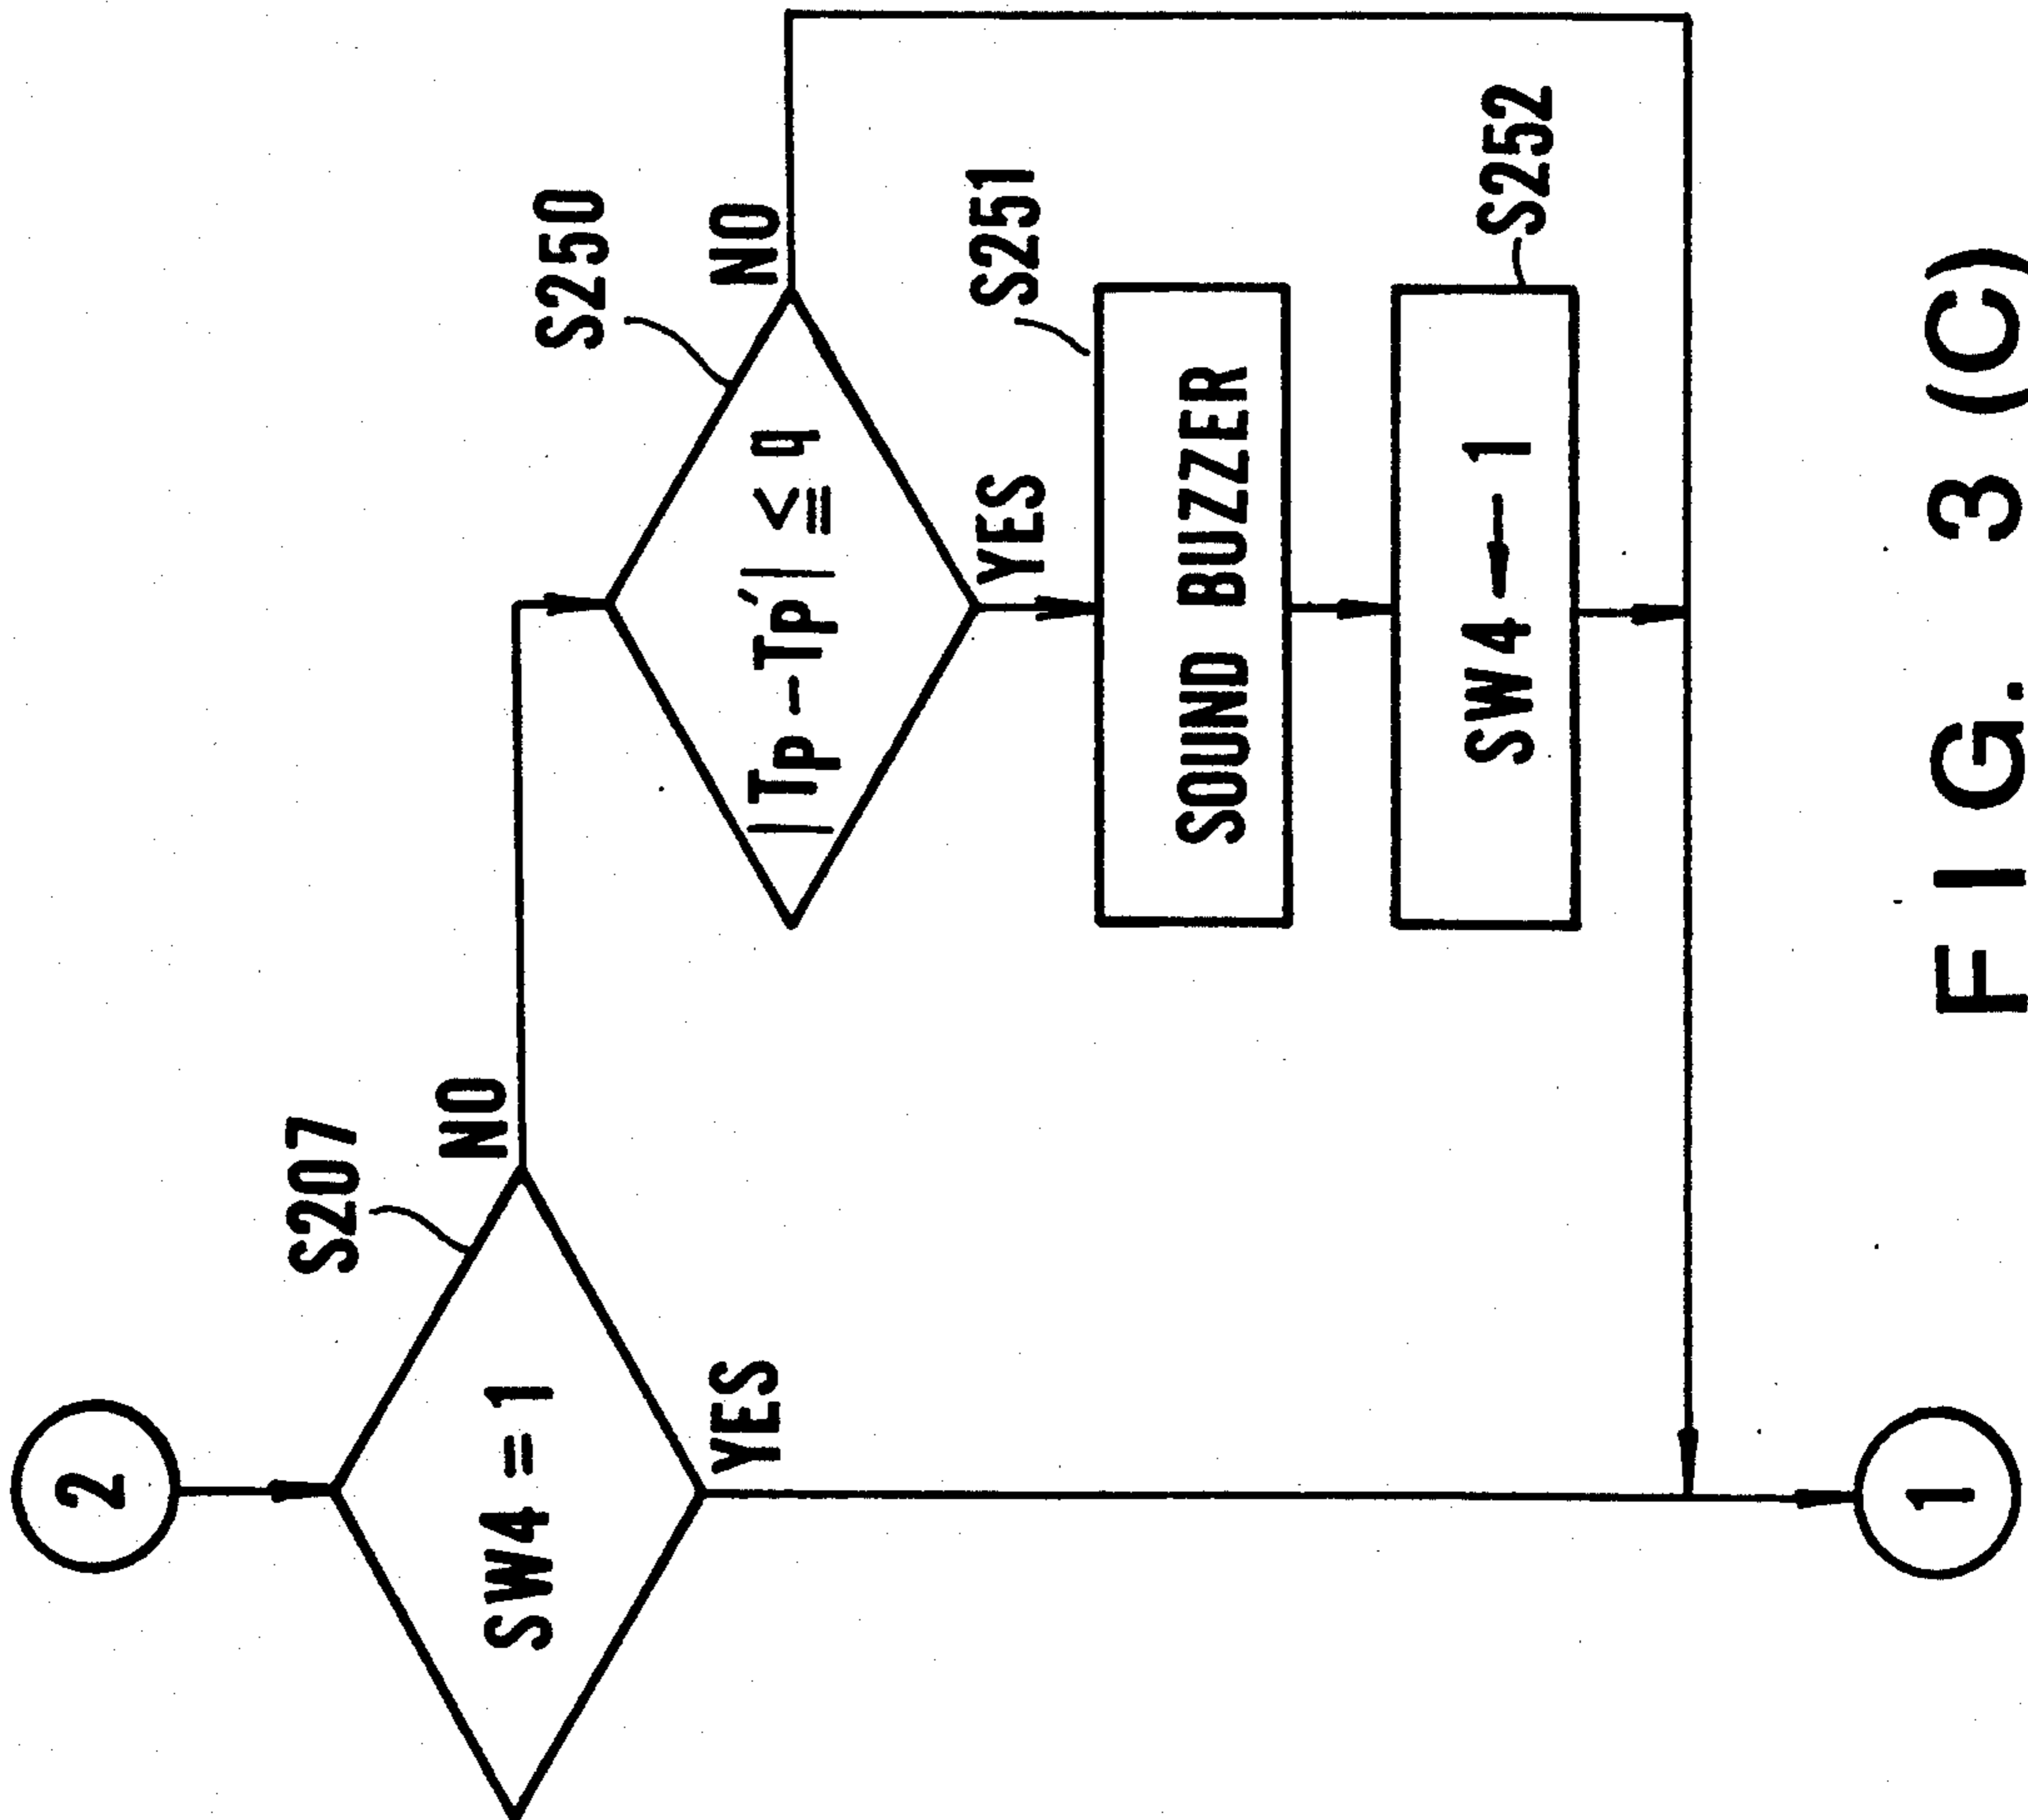 2
S207
SW4 = 1
NO
YES
S250
|Tp - Tp′| ≦ q
NO
YES
S251
SOUND BUZZER
S252
SW4 ← 1
1
FIG. 3 (C)